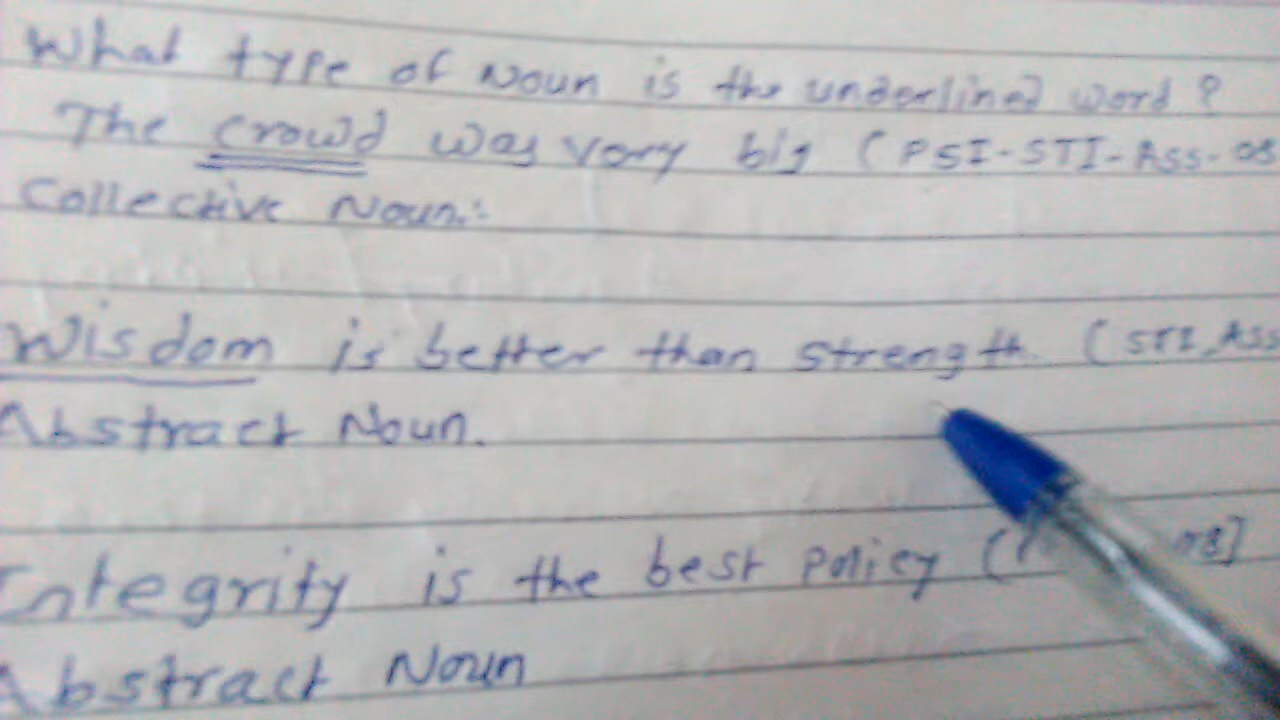 What type of Noun is the underlined word?
The crowd was very big (PSI-STI-Ass-08
Collective Noun:
Wisdom is better than strength. (STI, Ass
Abstract Noun.
Integrity is the best policy ( 08]
Abstract Noun